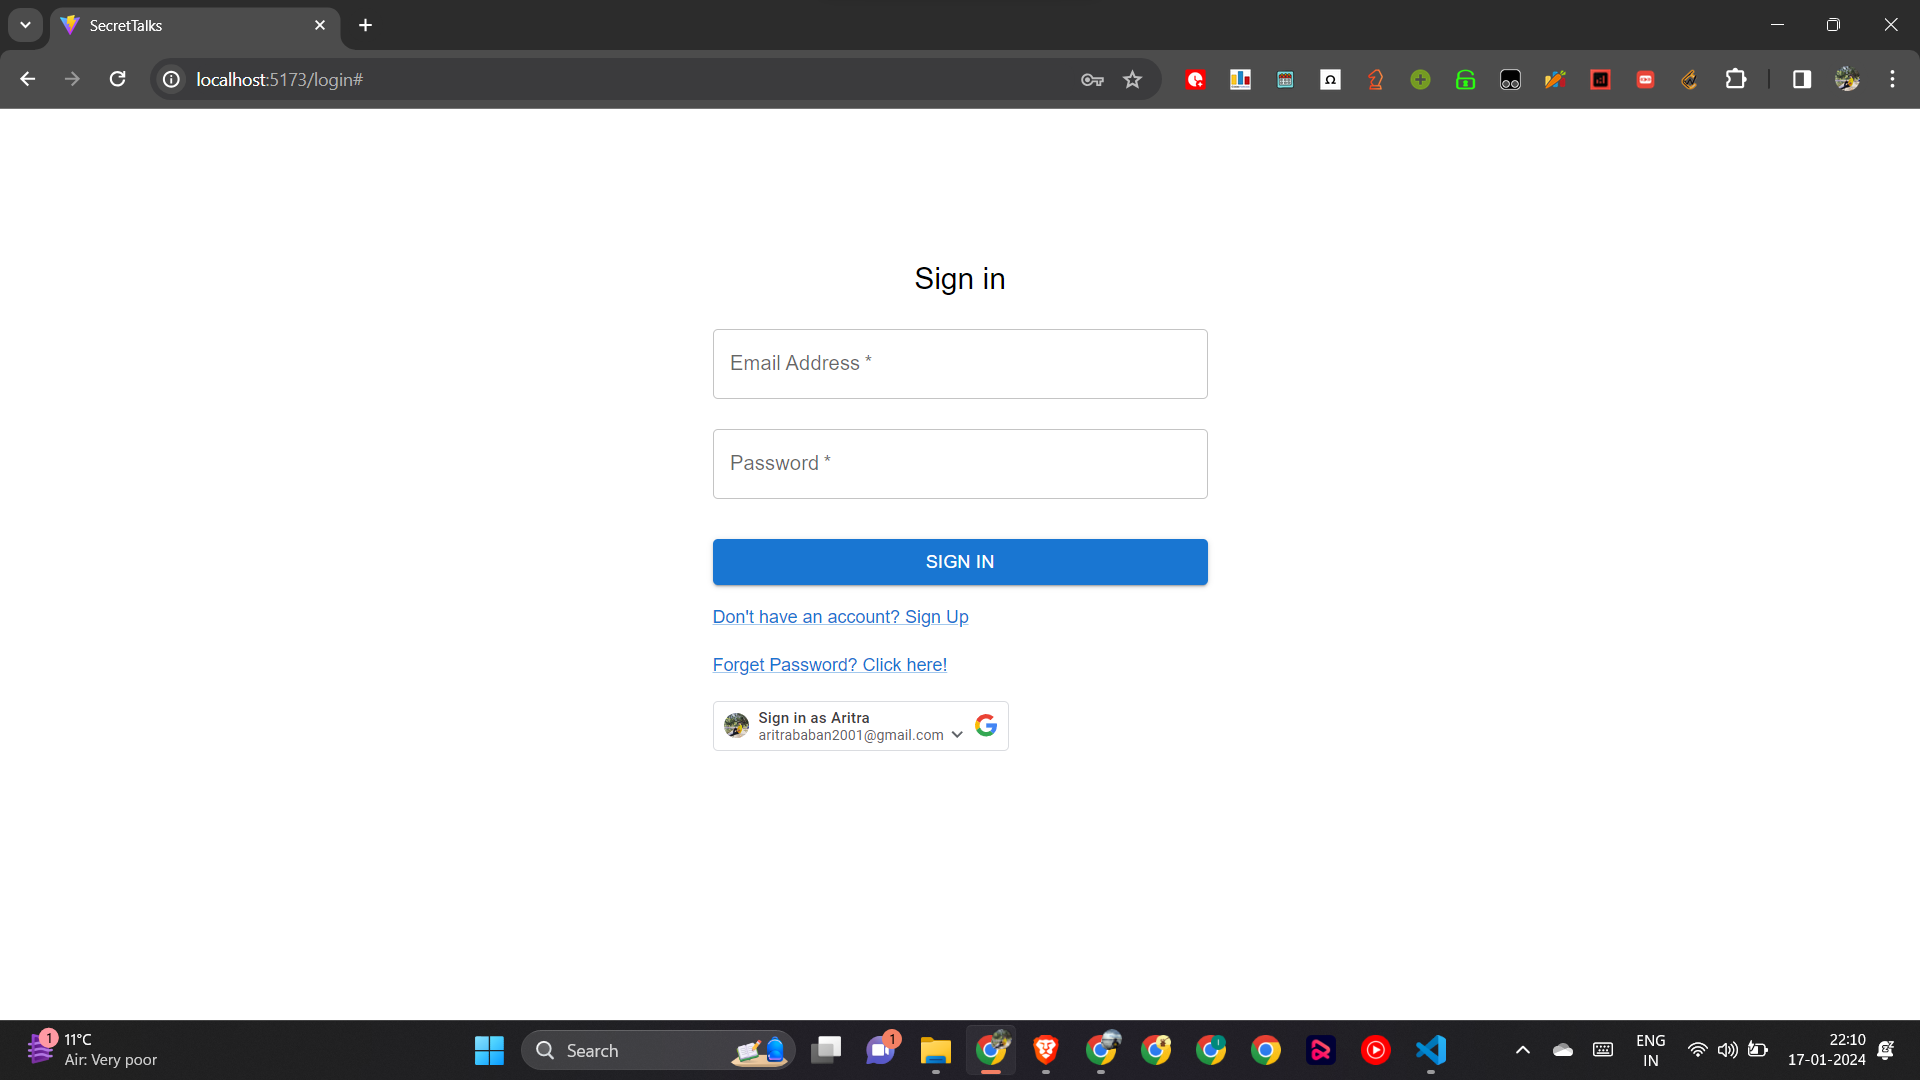 SecretTalks
localhost:5173/login#
Sign in
Email Address *
Password *
SIGN IN
Don't have an account? Sign Up
Forget Password? Click here!
Sign in as Aritra
aritrababan2001@gmail.com
1
11°C
Air: Very poor
Search
1
ENG
IN
22:10
17-01-2024